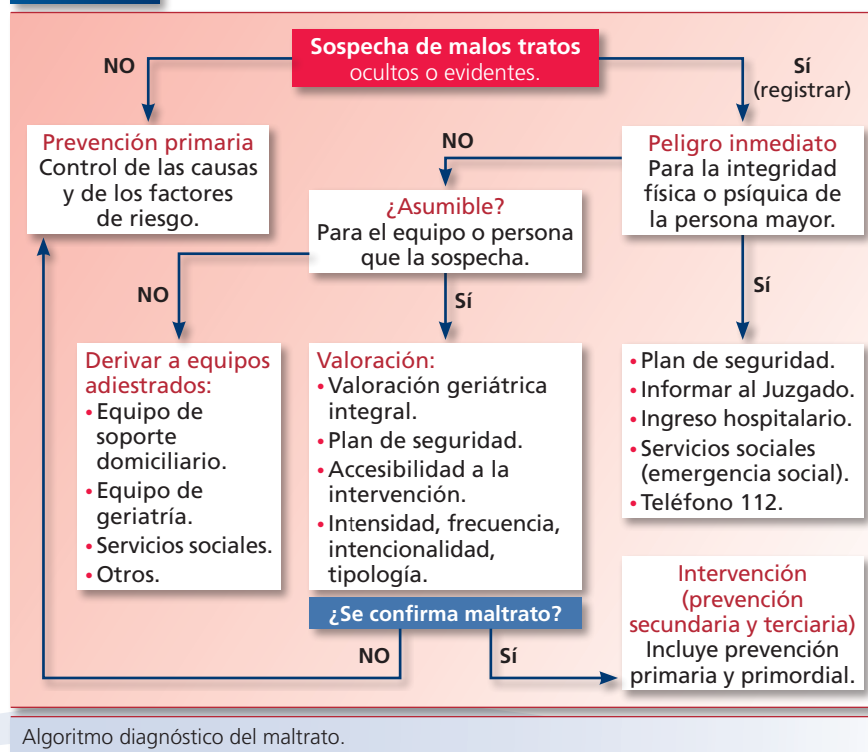 Sospecha de malos tratos
ocultos o evidentes.
NO
Sí
(registrar)
Prevención primaria
Control de las causas
y de los factores
de riesgo.
NO
Peligro inmediato
Para la integridad
física o psíquica de
la persona mayor.
¿Asumible?
Para el equipo o persona
que la sospecha.
NO
Sí
Sí
Derivar a equipos
adiestrados:
• Equipo de
soporte
domiciliario.
• Equipo de
geriatría.
• Servicios sociales.
• Otros.
Valoración:
• Valoración geriátrica
integral.
• Plan de seguridad.
• Accesibilidad a la
intervención.
• Intensidad, frecuencia,
intencionalidad,
tipología.
• Plan de seguridad.
• Informar al Juzgado.
• Ingreso hospitalario.
• Servicios sociales
(emergencia social).
• Teléfono 112.
¿Se confirma maltrato?
NO
Sí
Intervención
(prevención
secundaria y terciaria)
Incluye prevención
primaria y primordial.
Algoritmo diagnóstico del maltrato.